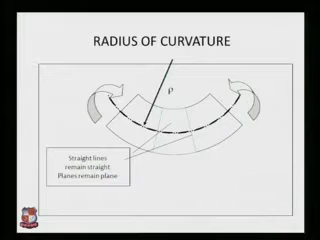 RADIUS OF CURVATURE
ρ
Straight lines
remain straight
Planes remain plane